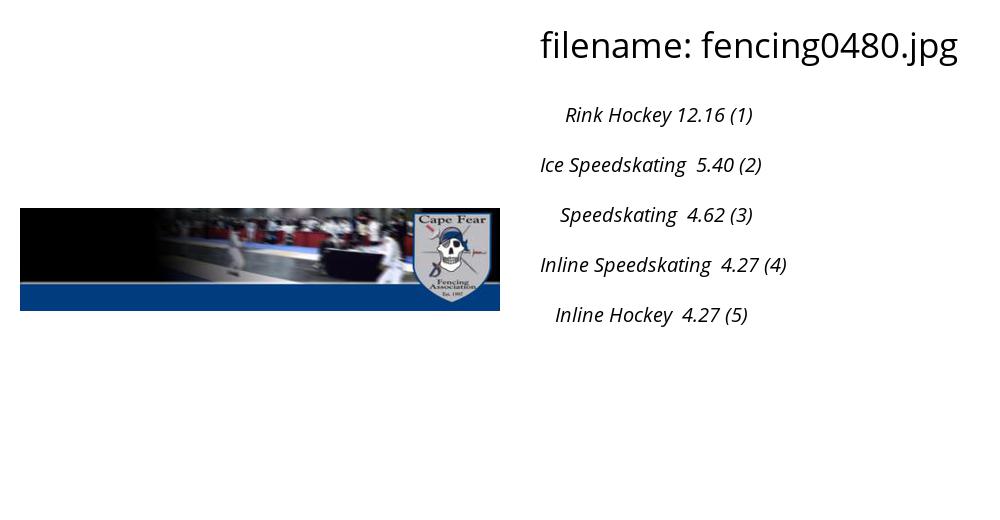 filename: fencing0480.jpg
Rink Hockey 12.16 (1)
Ice Speedskating 5.40 (2)
Speedskating 4.62 (3)
Inline Speedskating 4.27 (4)
Inline Hockey 4.27 (5)
Cape Fear
Fencing
Association
Est. 1997